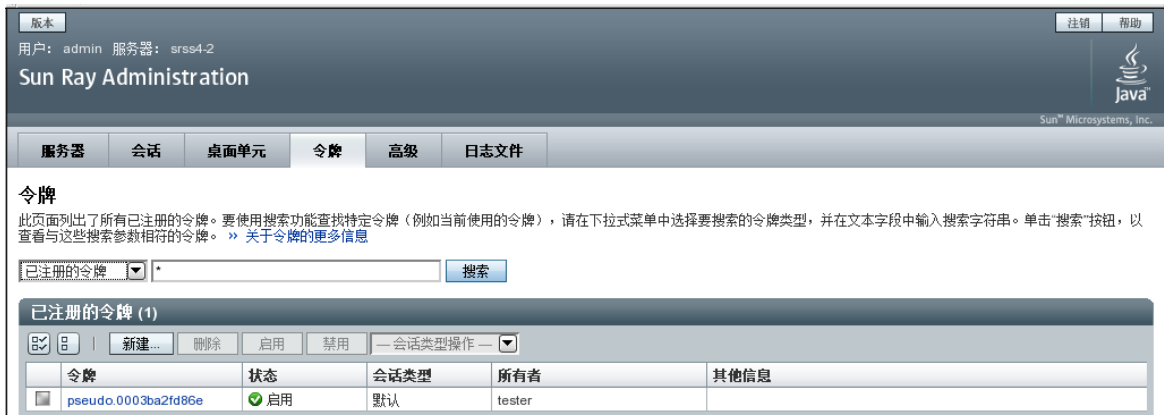 版本 注销 帮助
用户: admin 服务器: srss4-2
Sun Ray Administration
Java™
Sun™ Microsystems, Inc.
服务器 会话 桌面单元 令牌 高级 日志文件
令牌
此页面列出了所有已注册的令牌。要使用搜索功能查找特定令牌（例如当前使用的令牌），请在下拉式菜单中选择要搜索的令牌类型，并在文本字段中输入搜索字符串。单击“搜索”按钮，以
查看与这些搜索参数相符的令牌。 » 关于令牌的更多信息
已注册的令牌 * 搜索
已注册的令牌 (1)
新建... 删除 启用 禁用 — 会话类型操作 —
令牌 状态 会话类型 所有者 其他信息
pseudo.0003ba2fd86e 启用 默认 tester